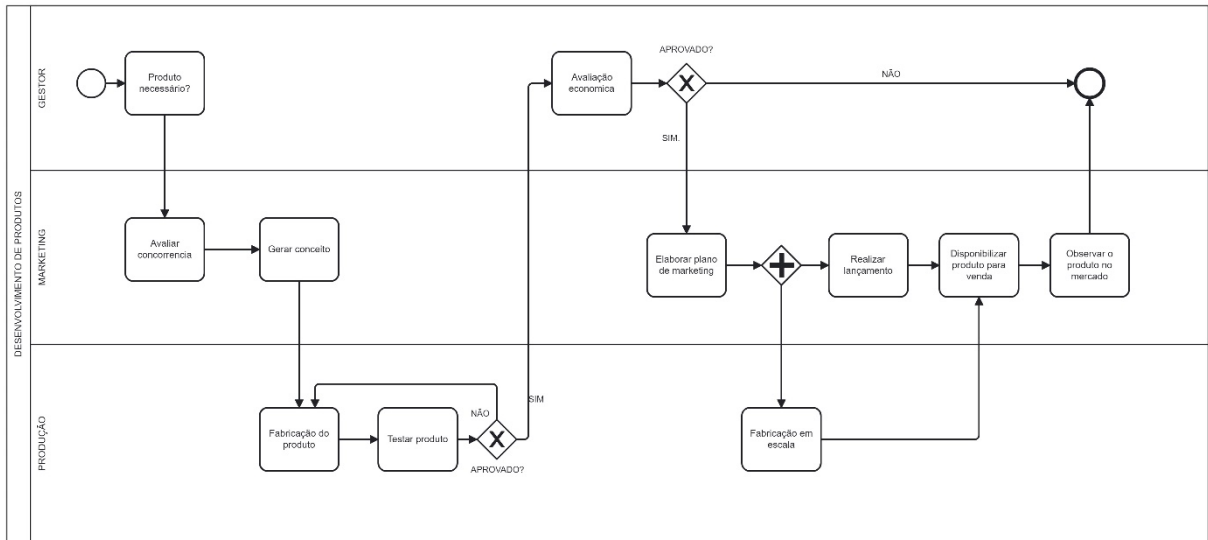 DESENVOLVIMENTO DE PRODUTOS
GESTOR
Produto
necessário?
Avaliação
economica
APROVADO?
NÃO
SIM.
MARKETING
Avaliar
concorrencia
Gerar conceito
Elaborar plano
de marketing
Realizar
lançamento
Disponibilizar
produto para
venda
Observar o
produto no
mercado
PRODUÇÃO
Fabricação do
produto
Testar produto
NÃO
SIM
APROVADO?
Fabricação em
escala